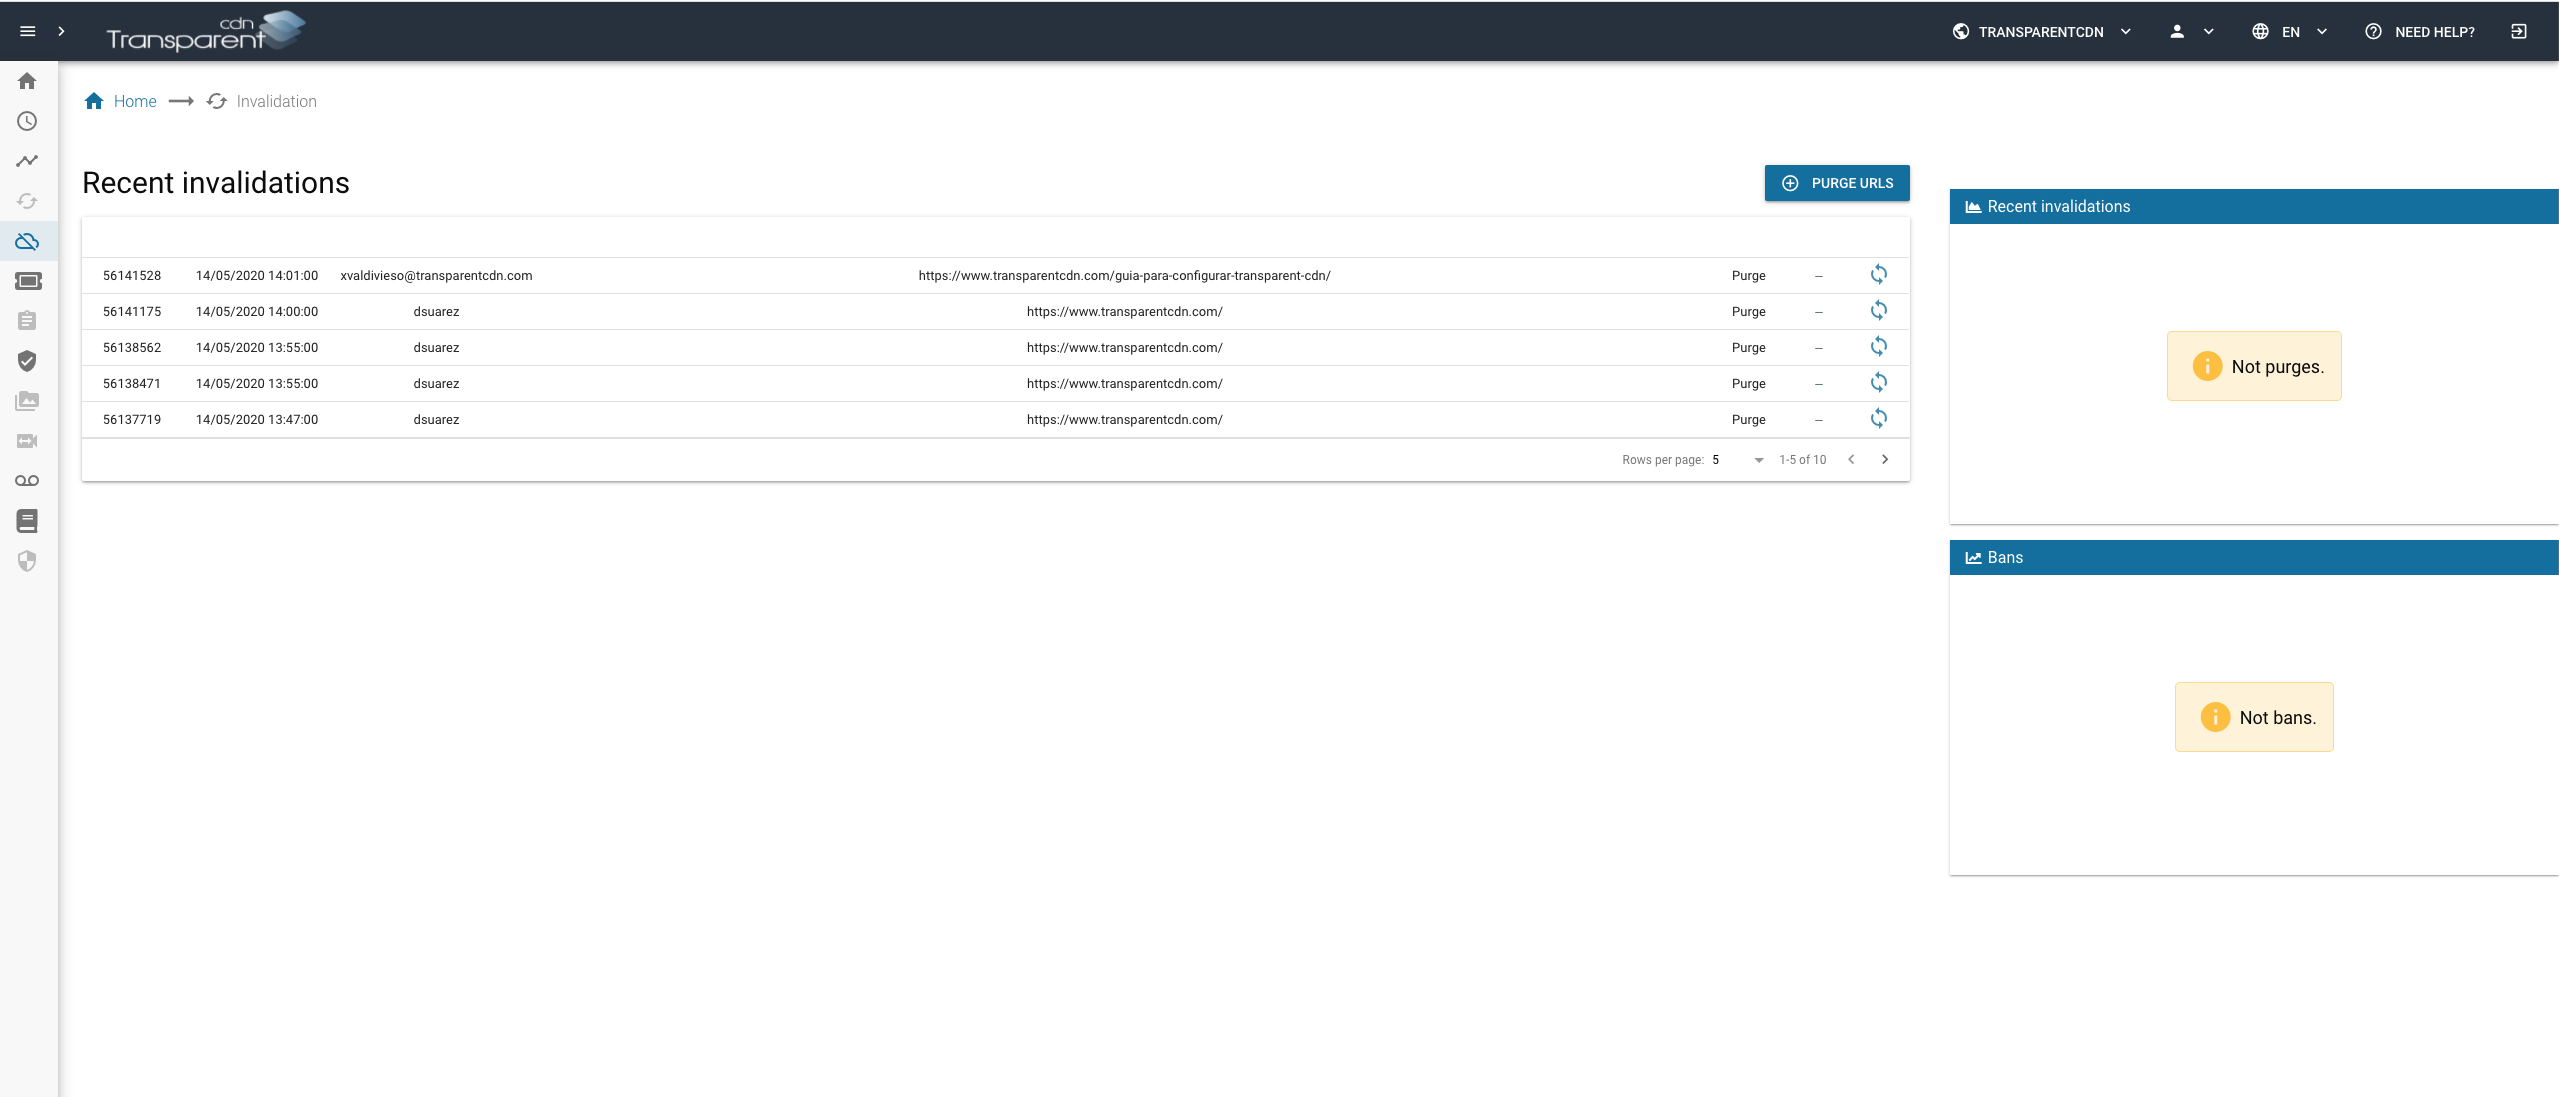 cdn
Transparent
TRANSPARENTCDN EN NEED HELP?
Home Invalidation
Recent invalidations
PURGE URLS
56141528 14/05/2020 14:01:00 xvaldivieso@transparentcdn.com https://www.transparentcdn.com/guia-para-configurar-transparent-cdn/ Purge –
56141175 14/05/2020 14:00:00 dsuarez https://www.transparentcdn.com/ Purge –
56138562 14/05/2020 13:55:00 dsuarez https://www.transparentcdn.com/ Purge –
56138471 14/05/2020 13:55:00 dsuarez https://www.transparentcdn.com/ Purge –
56137719 14/05/2020 13:47:00 dsuarez https://www.transparentcdn.com/ Purge –
Rows per page: 5 1-5 of 10
Recent invalidations
Not purges.
Bans
Not bans.